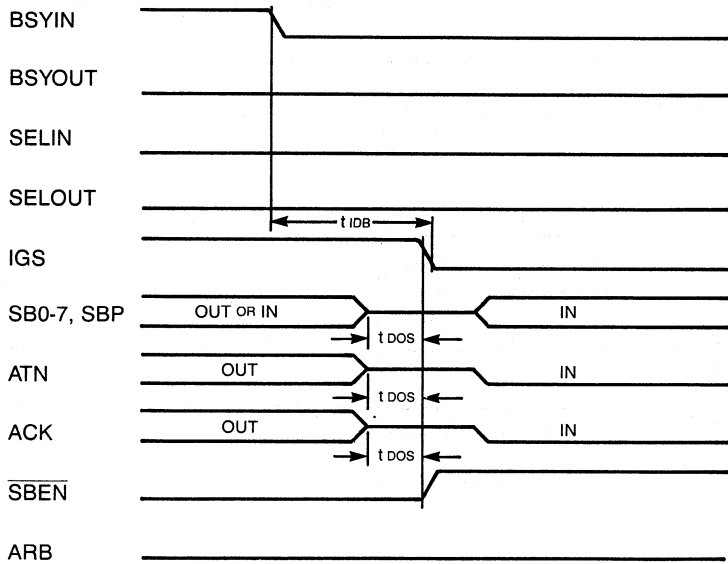 BSYIN
BSYOUT
SELIN
SELOUT
t IDB
IGS
SB0-7, SBP OUT OR IN IN
t DOS
ATN OUT IN
t DOS
ACK OUT IN
t DOS
SBEN
ARB